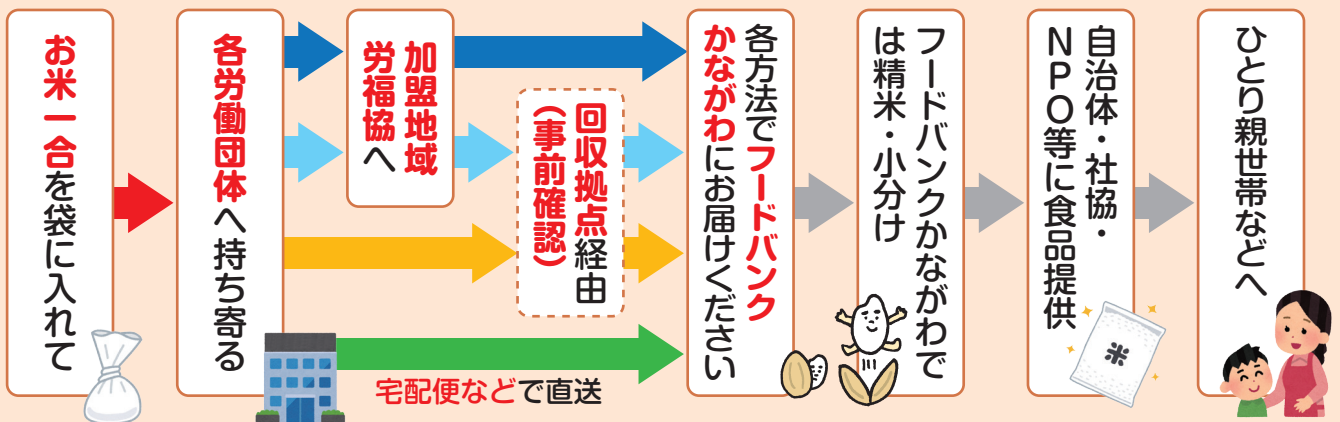 お米一合を袋に入れて
各労働団体へ持ち寄る
加盟地域
労福協へ
回収拠点経由
（事前確認）
宅配便などで直送
各方法でフードバンク
かながわにお届けください
フードバンクかながわで
は精米・小分け
自治体・社協・
NPO等に食品提供
米
ひとり親世帯などへ